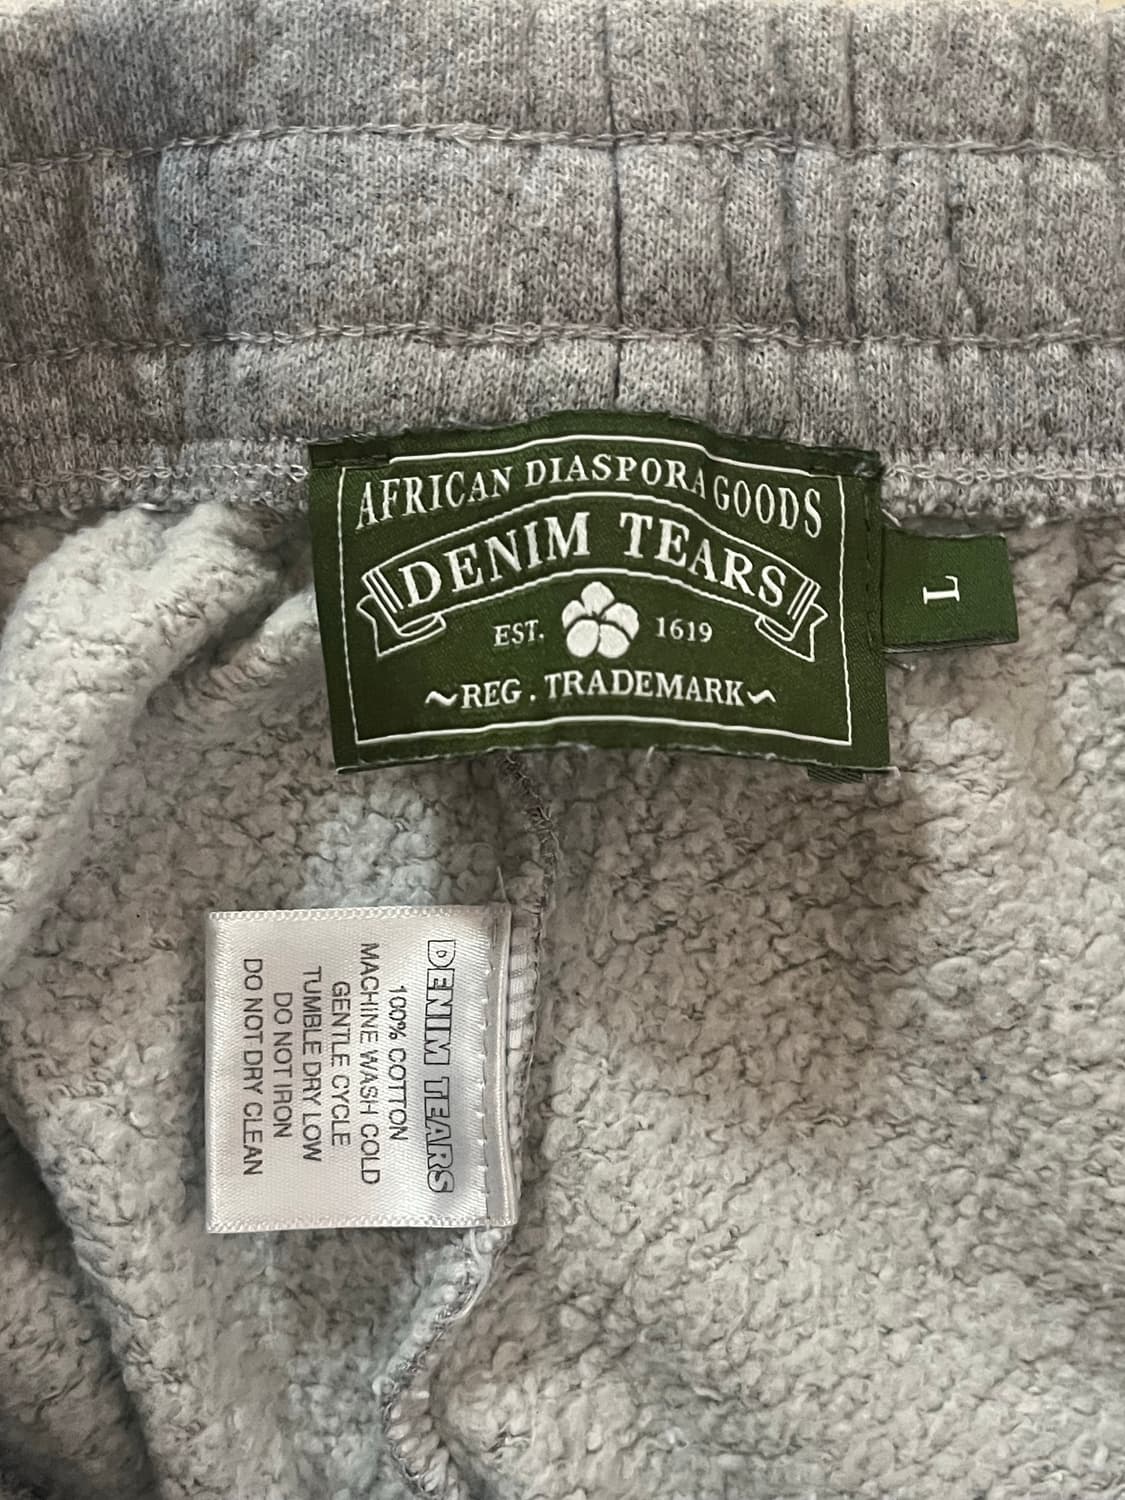 AFRICAN DIASPORA GOODS
DENIM TEARS
EST. 1619
~REG . TRADEMARK~
L
DENIM TEARS
100% COTTON
MACHINE WASH COLD
GENTLE CYCLE
TUMBLE DRY LOW
DO NOT IRON
DO NOT DRY CLEAN